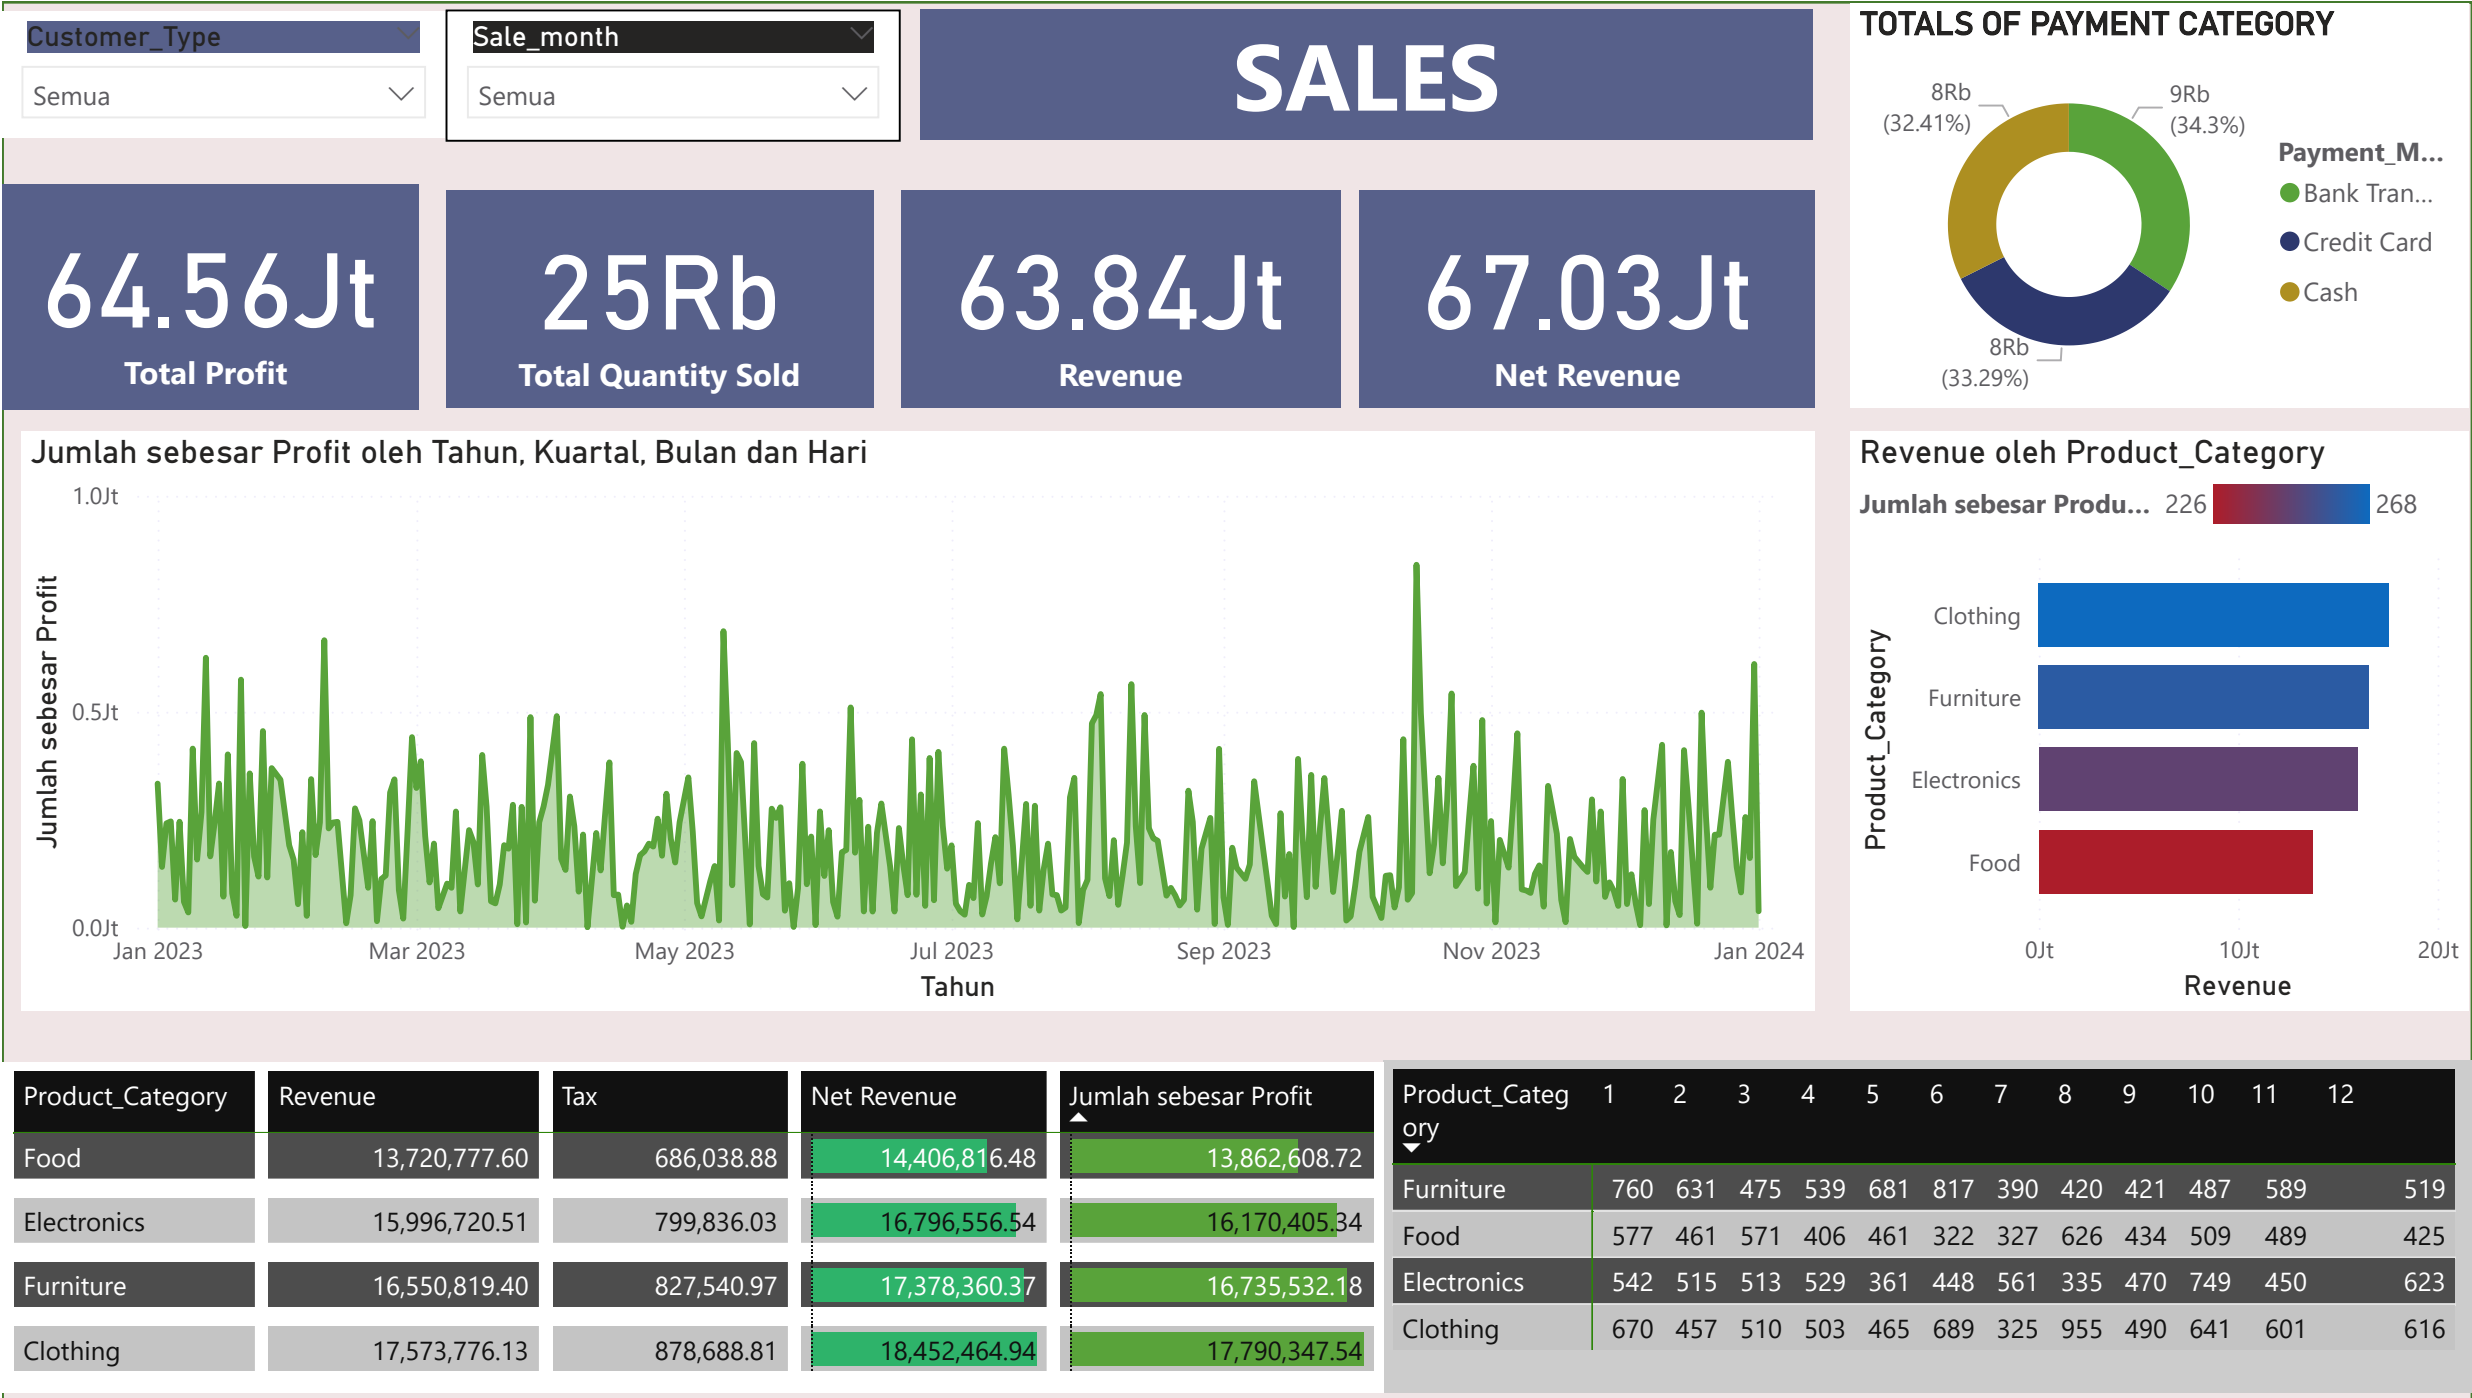 Customer_Type
Semua
Sale_month
Semua
SALES
64.56Jt
Total Profit
25Rb
Total Quantity Sold
63.84Jt
Revenue
67.03Jt
Net Revenue
TOTALS OF PAYMENT CATEGORY
8Rb
(32.41%)
9Rb
(34.3%)
8Rb
(33.29%)
Payment_M...
Bank Tran...
Credit Card
Cash
Jumlah sebesar Profit oleh Tahun, Kuartal, Bulan dan Hari
Jumlah sebesar Profit
1.0Jt
0.5Jt
0.0Jt
Jan 2023 Mar 2023 May 2023 Jul 2023 Sep 2023 Nov 2023 Jan 2024
Tahun
Revenue oleh Product_Category
Jumlah sebesar Produ... 226 268
Product_Category
Clothing
Furniture
Electronics
Food
0Jt 10Jt 20Jt
Revenue
Product_Category Revenue Tax Net Revenue Jumlah sebesar Profit
Food 13,720,777.60 686,038.88 14,406,816.48 13,862,608.72
Electronics 15,996,720.51 799,836.03 16,796,556.54 16,170,405.34
Furniture 16,550,819.40 827,540.97 17,378,360.37 16,735,532.18
Clothing 17,573,776.13 878,688.81 18,452,464.94 17,790,347.54
Product_Categ 1 2 3 4 5 6 7 8 9 10 11 12
ory
Furniture 760 631 475 539 681 817 390 420 421 487 589 519
Food 577 461 571 406 461 322 327 626 434 509 489 425
Electronics 542 515 513 529 361 448 561 335 470 749 450 623
Clothing 670 457 510 503 465 689 325 955 490 641 601 616